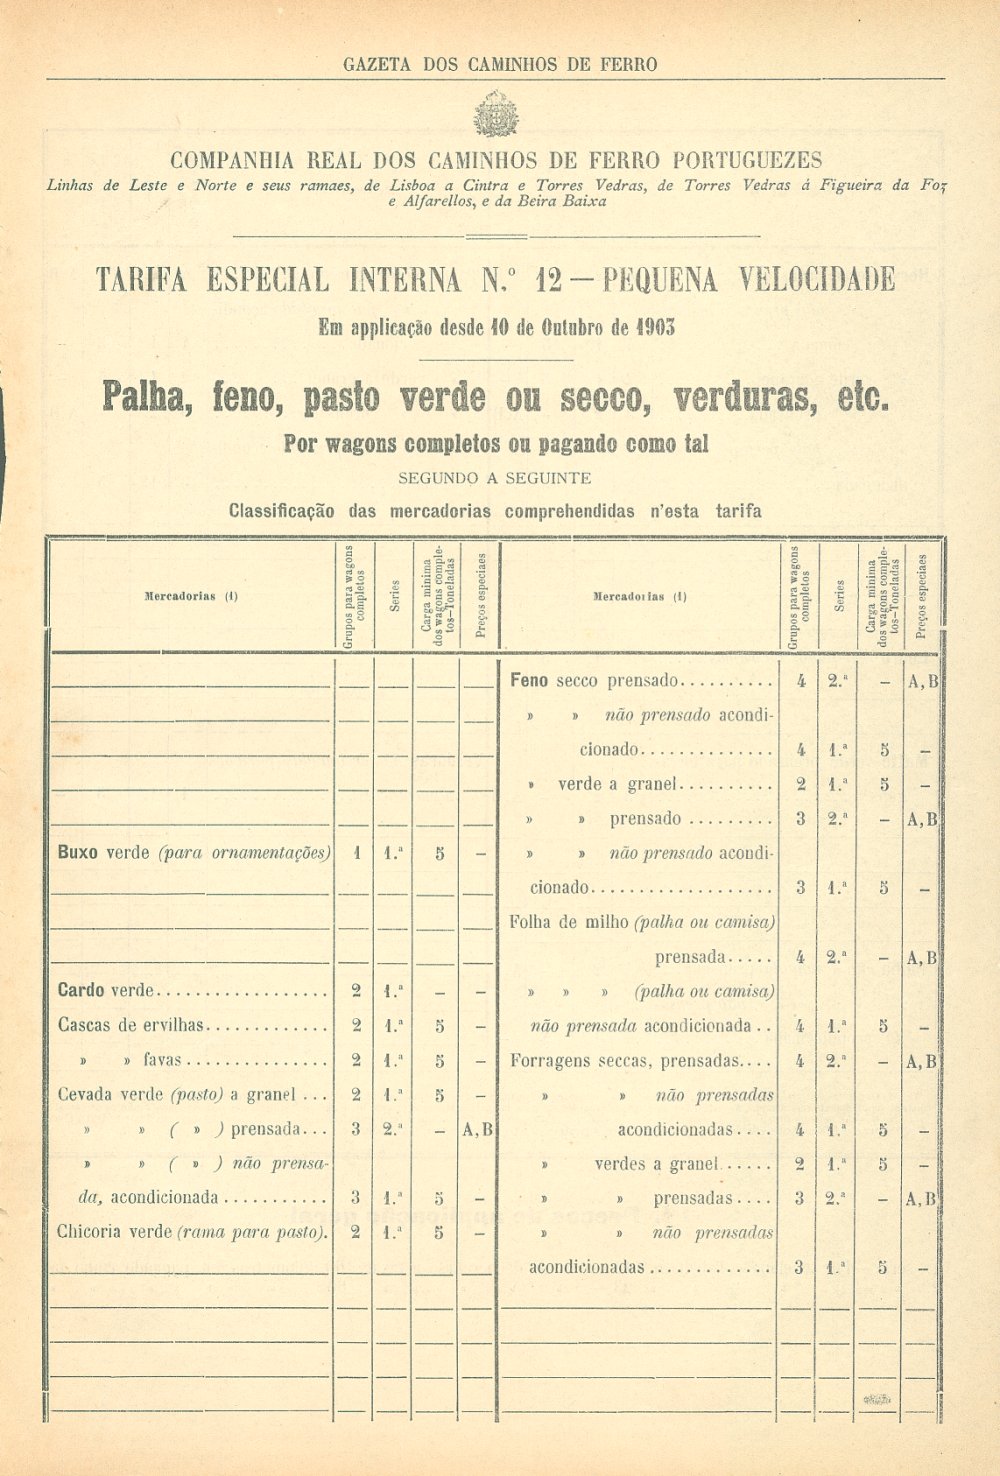 GAZETA DOS CAMINHOS DE FERRO
COMPANHIA REAL DOS CAMINHOS DE FERRO PORTUGUEZES
Linhas de Leste e Norte e seus ramaes, de Lisboa a Cintra e Torres Vedras, de Torres Vedras á Figueira da Foz
e Alfarellos, e da Beira Baixa
TARIFA ESPECIAL INTERNA N.º 12 — PEQUENA VELOCIDADE
Em applicação desde 10 de Outubro de 1903
Palha, feno, pasto verde ou secco, verduras, etc.
Por wagons completos ou pagando como tal
SEGUNDO A SEGUINTE
Classificação das mercadorias comprehendidas n'esta tarifa
Mercadorias (1)
Grupos para wagons
completos
Series
Carga minima
dos wagons comple-
tos—Toneladas
Preços especiaes
Buxo verde (para ornamentações) 1 1.ª 5 –
Cardo verde................. 2 1.ª – –
Cascas de ervilhas............. 2 1.ª 5 –
» » favas............... 2 1.ª 5 –
Cevada verde (pasto) a granel ... 2 1.ª 5 –
» » ( » ) prensada... 3 2.ª – A, B
» » ( » ) não prensa-
da, acondicionada ........... 3 1.ª 5 –
Chicoria verde (rama para pasto). 2 1.ª 5 –
Mercadorias (1)
Grupos para wagons
completos
Series
Carga minima
dos wagons comple-
tos—Toneladas
Preços especiaes
Feno secco prensado.......... 4 2.ª – A, B
» » não prensado acondi-
cionado.............. 4 1.ª 5 –
» verde a granel.......... 2 1.ª 5 –
» » prensado ......... 3 2.ª – A, B
» » não prensado acondi-
cionado................... 3 1.ª 5 –
Folha de milho (palha ou camisa)
prensada..... 4 2.ª – A, B
» » » (palha ou camisa)
não prensada acondicionada .. 4 1.ª 5 –
Forragens seccas, prensadas.... 4 2.ª – A, B
» » não prensadas
acondicionadas.... 4 1.ª 5 –
» verdes a granel...... 2 1.ª 5 –
» » prensadas.... 3 2.ª – A, B
» » não prensadas
acondicionadas ............. 3 1.ª 5 –